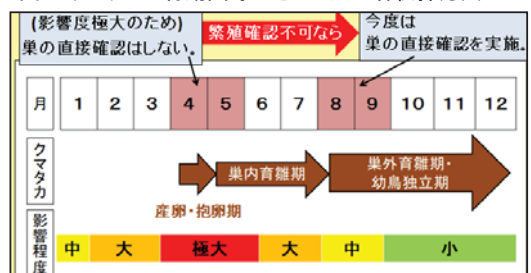 (影響度極大のため)
巣の直接確認はしない。
繁殖確認不可なら
今度は
巣の直接確認を実施。
月 1 2 3 4 5 6 7 8 9 10 11 12
クマタカ
巣内育雛期
巣外育雛期・
幼鳥独立期
産卵・抱卵期
影響程度
中 大 極大 大 中 小